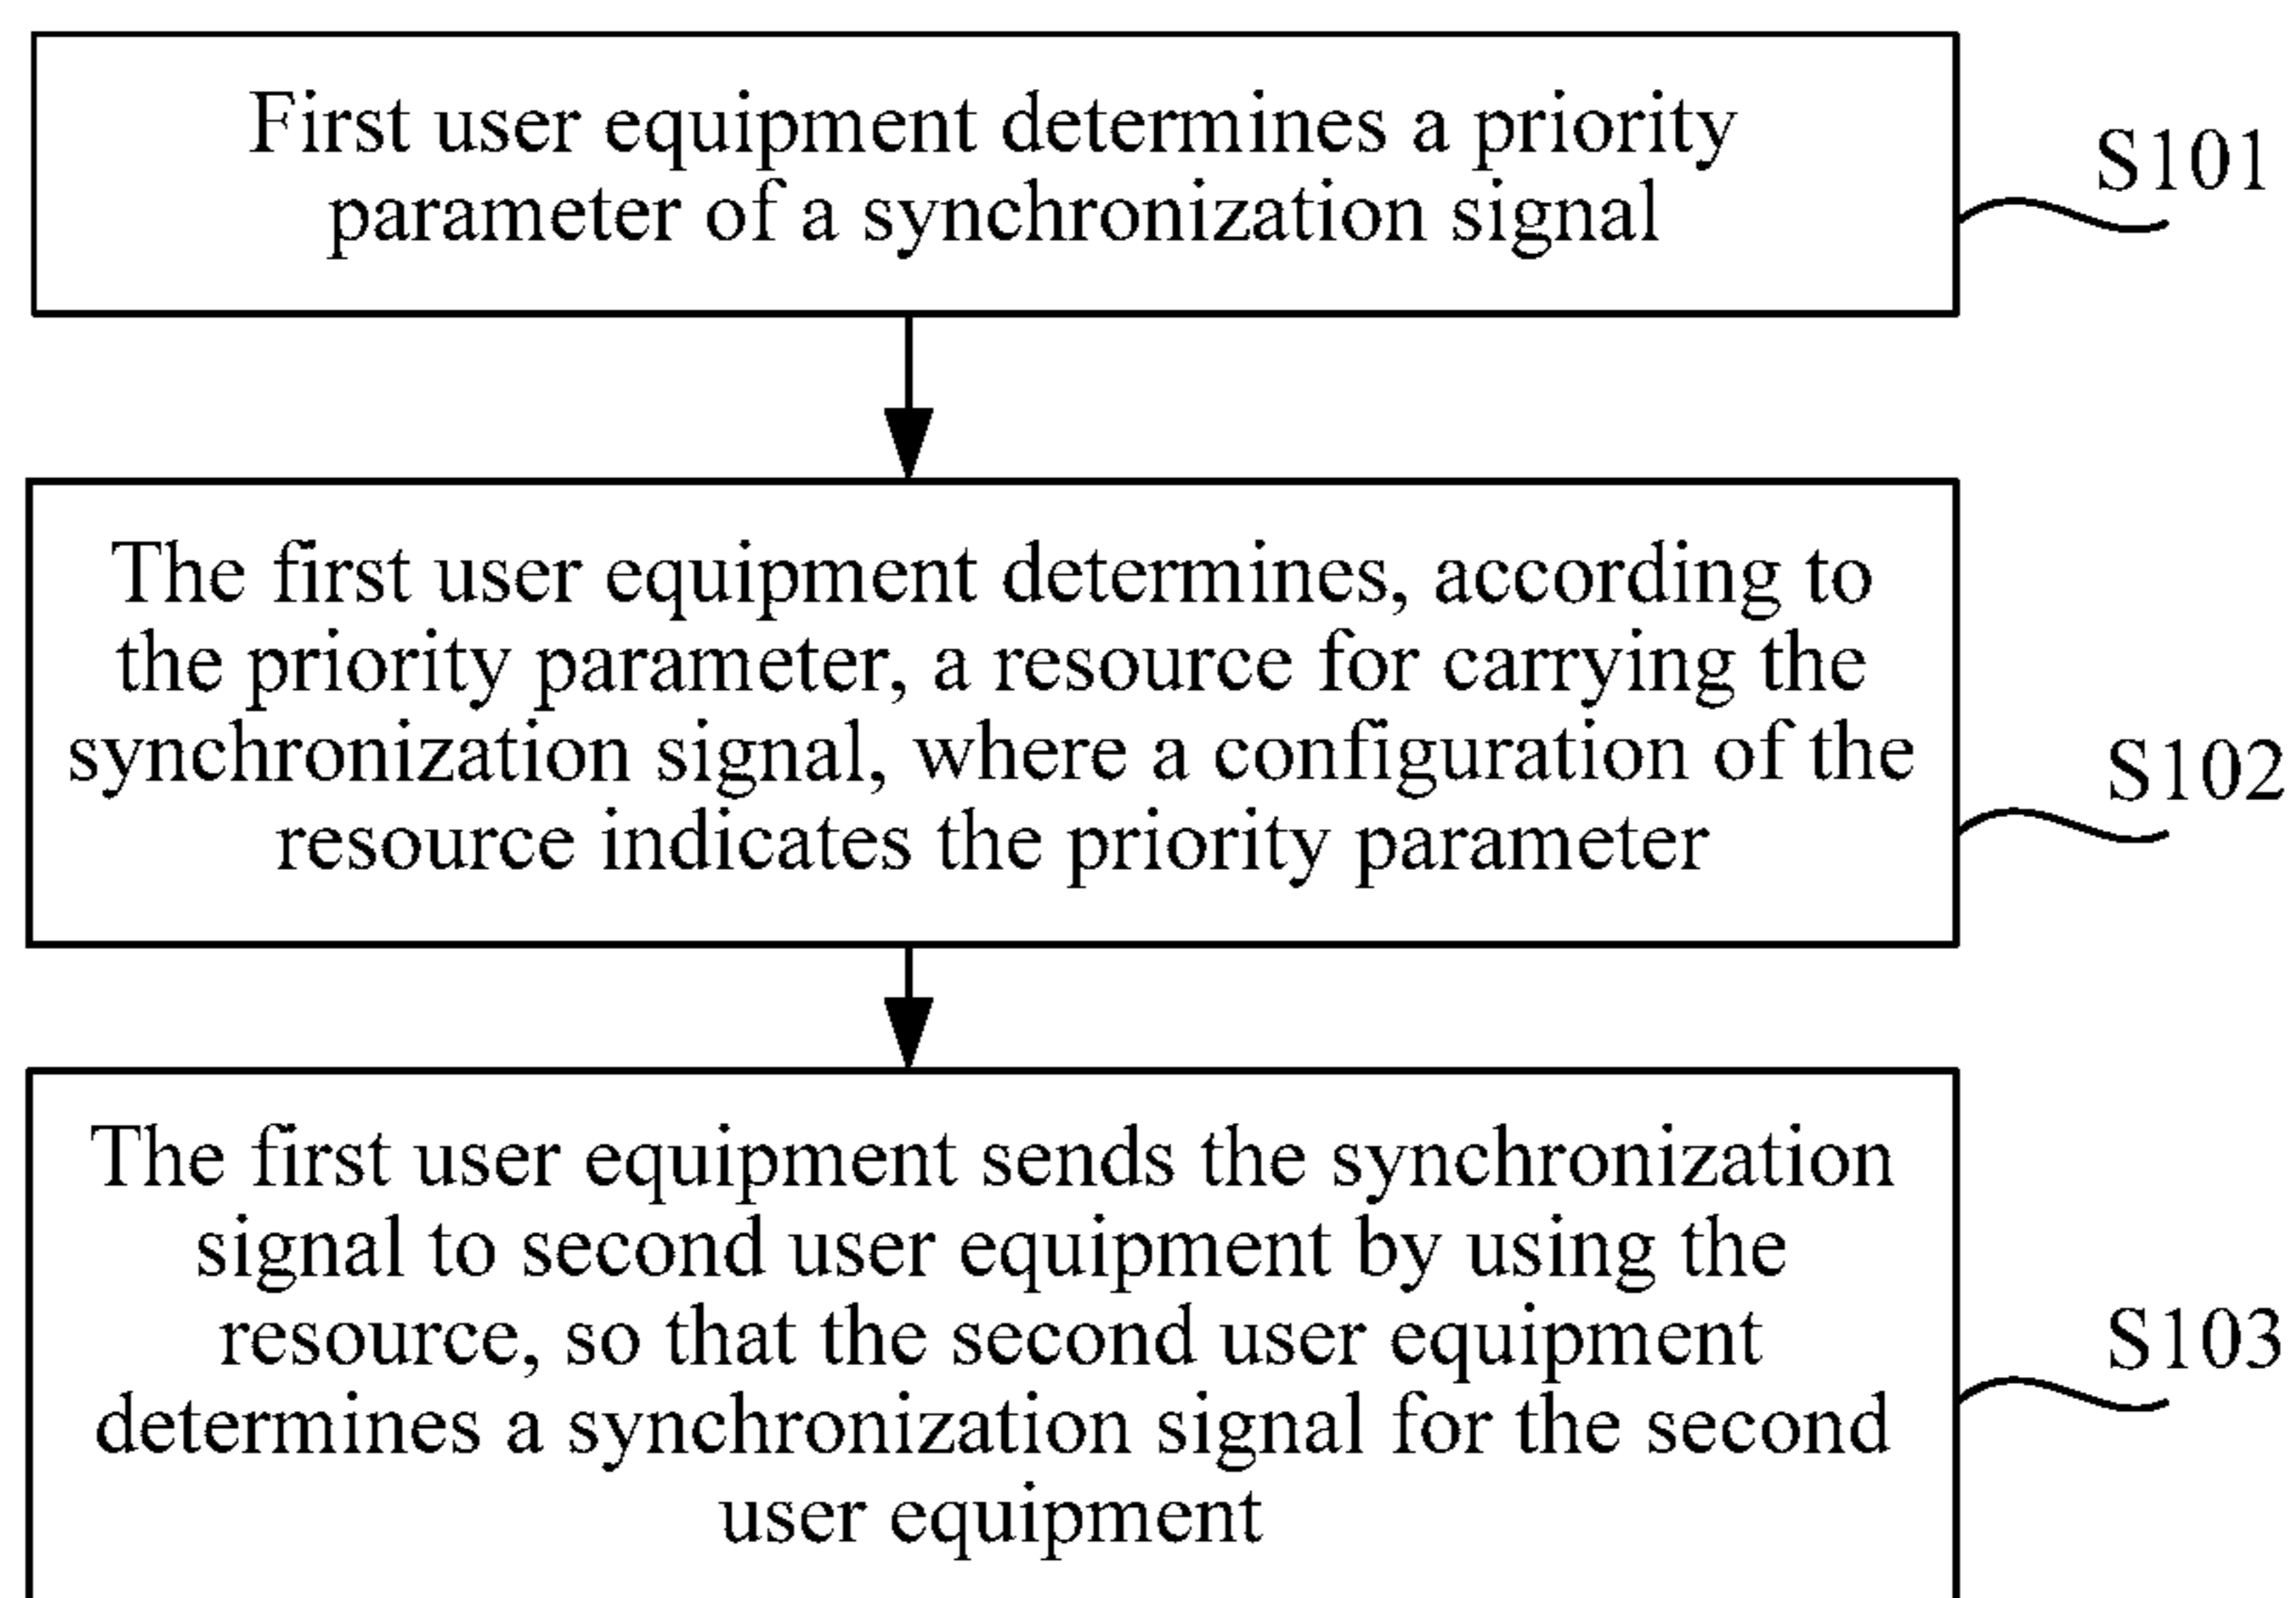 First user equipment determines a priority
parameter of a synchronization signal
S101
The first user equipment determines, according to
the priority parameter, a resource for carrying the
synchronization signal, where a configuration of the
resource indicates the priority parameter
S102
The first user equipment sends the synchronization
signal to second user equipment by using the
resource, so that the second user equipment
determines a synchronization signal for the second
user equipment
S103